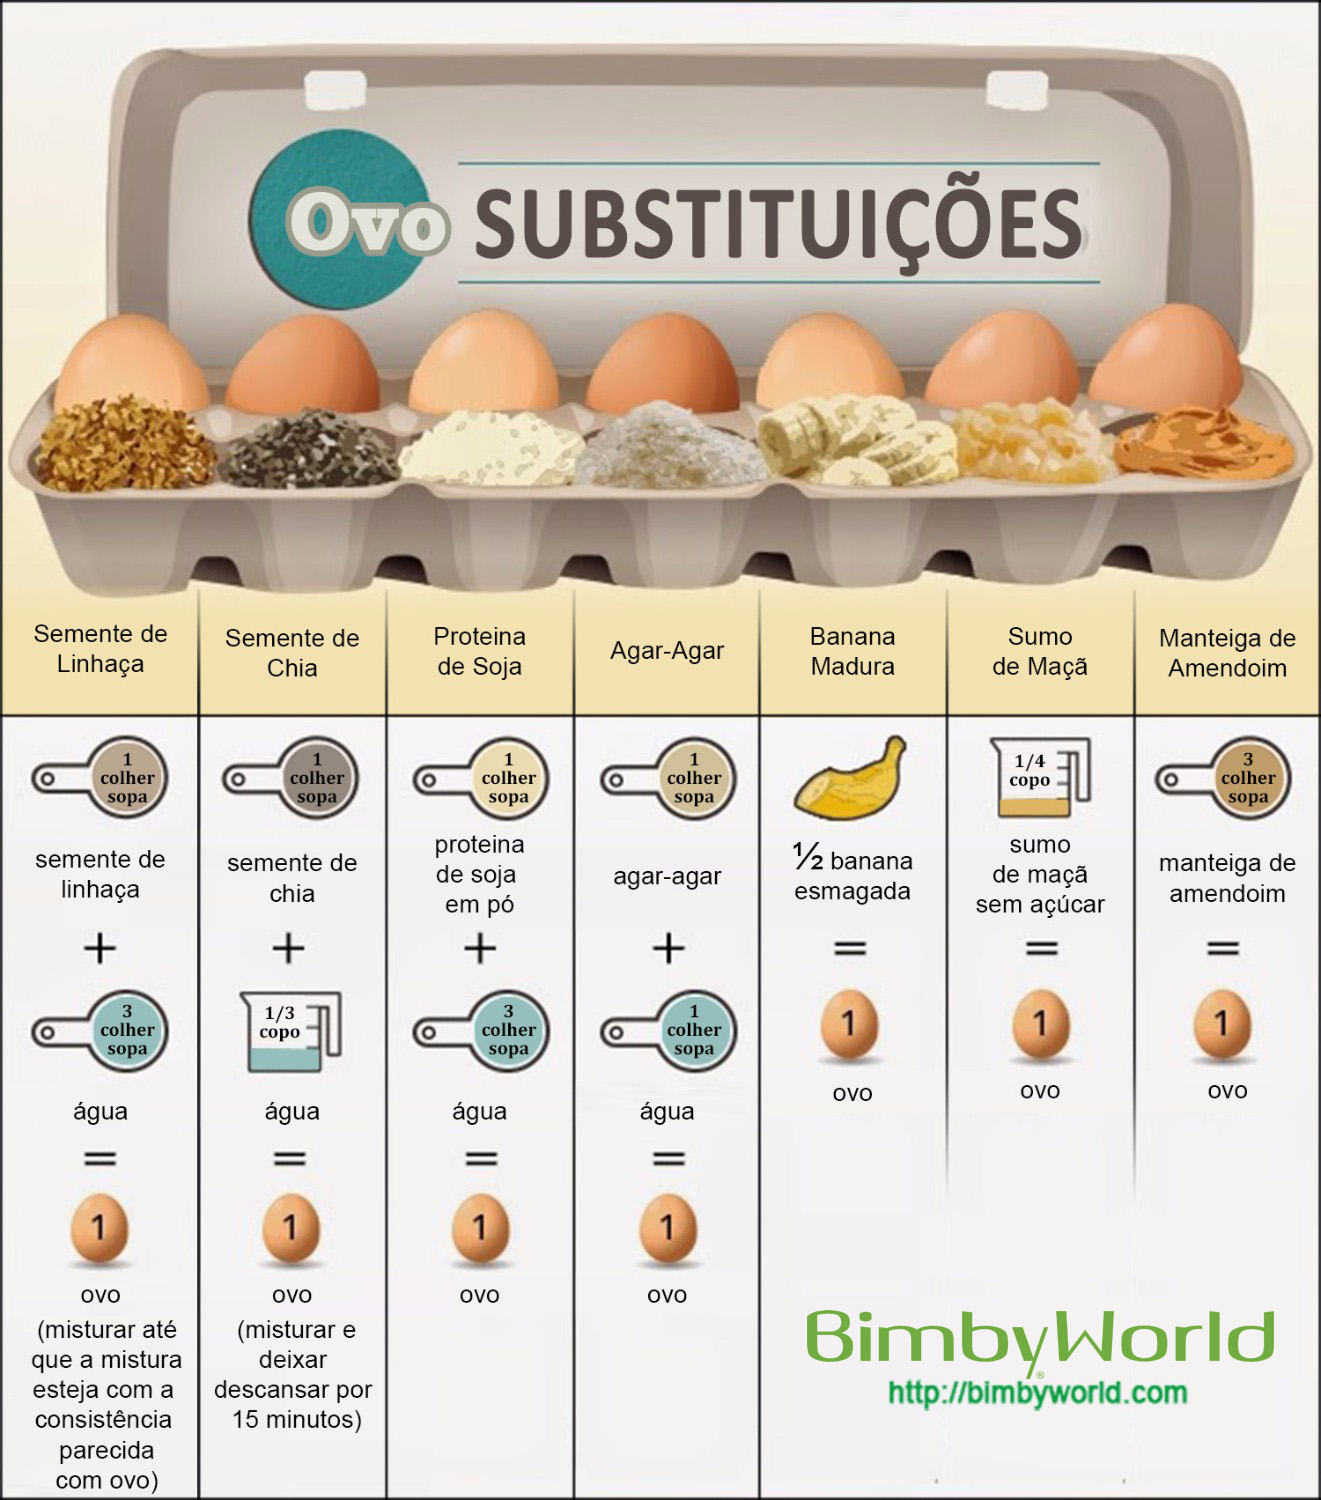 Ovo SUBSTITUIÇÕES
Semente de
Linhaça
Semente de
Chia
Proteina
de Soja
Agar-Agar
Banana
Madura
Sumo
de Maçã
Manteiga de
Amendoim
1
colher
sopa
semente de
linhaça
+
3
colher
sopa
água
=
1
ovo
(misturar até
que a mistura
esteja com a
consistência
parecida
com ovo)
1
colher
sopa
semente de
chia
+
1/3
copo
água
=
1
ovo
(misturar e
deixar
descansar por
15 minutos)
1
colher
sopa
proteina
de soja
em pó
+
3
colher
sopa
água
=
1
ovo
1
colher
sopa
agar-agar
+
1
colher
sopa
água
=
1
ovo
½ banana
esmagada
=
1
ovo
1/4
copo
sumo
de maçã
sem açúcar
=
1
ovo
3
colher
sopa
manteiga de
amendoim
=
1
ovo
BimbyWorld
®
http://bimbyworld.com